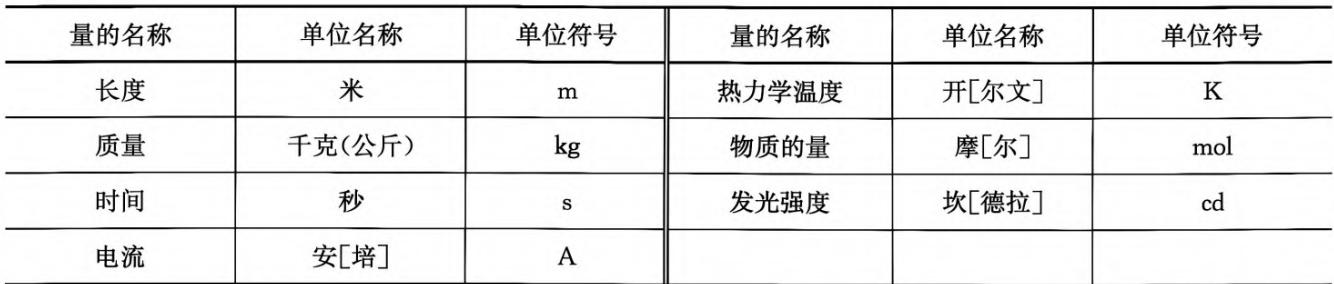 量的名称 单位名称 单位符号 量的名称 单位名称 单位符号
长度 米 m 热力学温度 开[尔文] K
质量 千克(公斤) kg 物质的量 摩[尔] mol
时间 秒 s 发光强度 坎[德拉] cd
电流 安[培] A